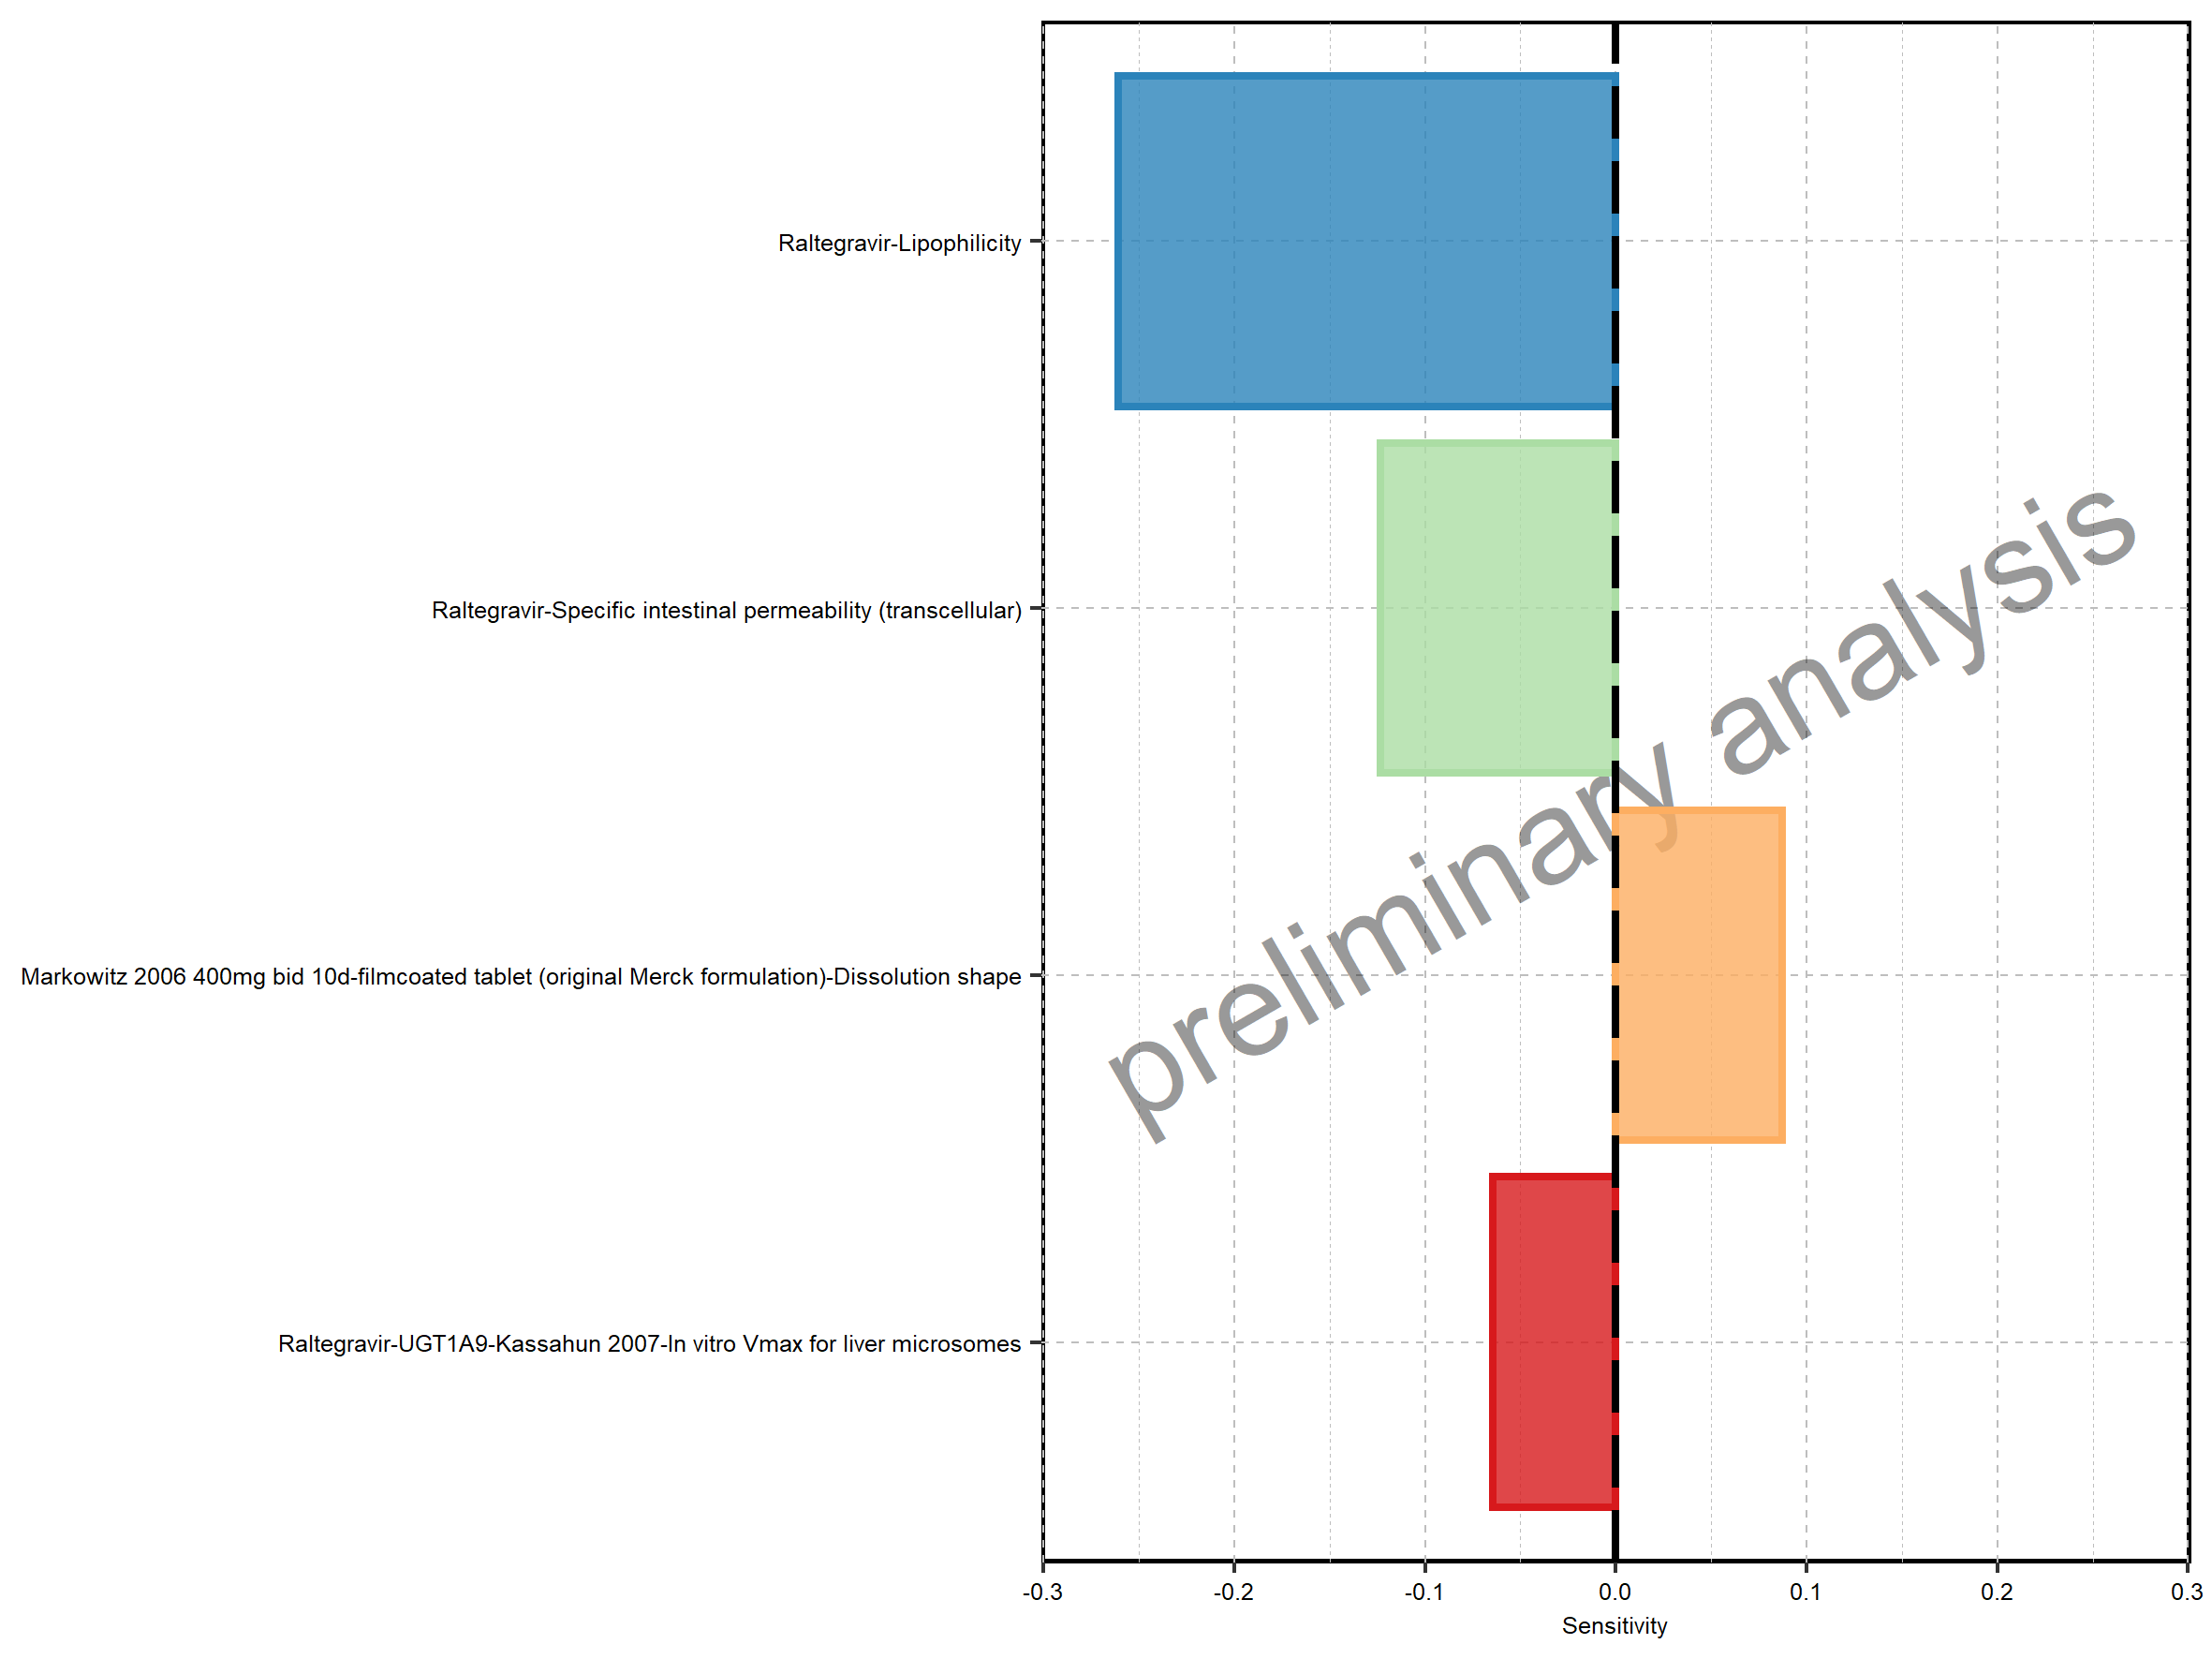 Raltegravir-Lipophilicity
Raltegravir-Specific intestinal permeability (transcellular)
Markowitz 2006 400mg bid 10d-filmcoated tablet (original Merck formulation)-Dissolution shape
Raltegravir-UGT1A9-Kassahun 2007-In vitro Vmax for liver microsomes
preliminary analysis
-0.3 -0.2 -0.1 0.0 0.1 0.2 0.3
Sensitivity